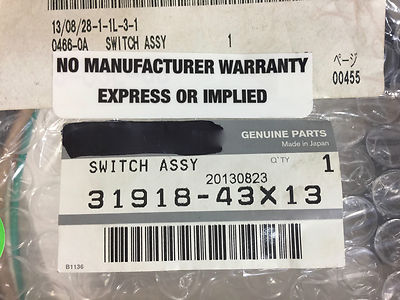 13/08/28-1-1L-3-1
0466-0A SWITCH ASSY 1
ページ
00455
NO MANUFACTURER WARRANTY
EXPRESS OR IMPLIED
GENUINE PARTS
Made in Japan
SWITCH ASSY Q'TY 1
20130823
31918-43X13
B1136